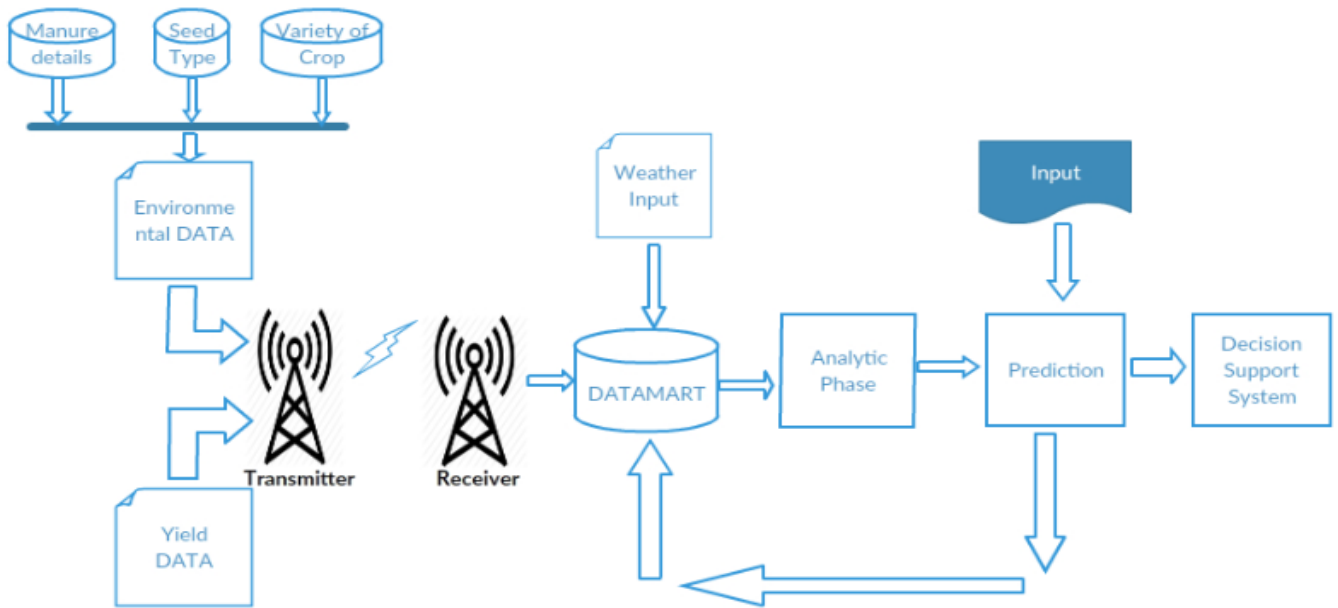 Manure
details
Seed
Type
Variety of
Crop
Environme
ntal DATA
Weather
Input
Input
DATAMART
Analytic
Phase
Prediction
Decision
Support
System
Transmitter
Receiver
Yield
DATA